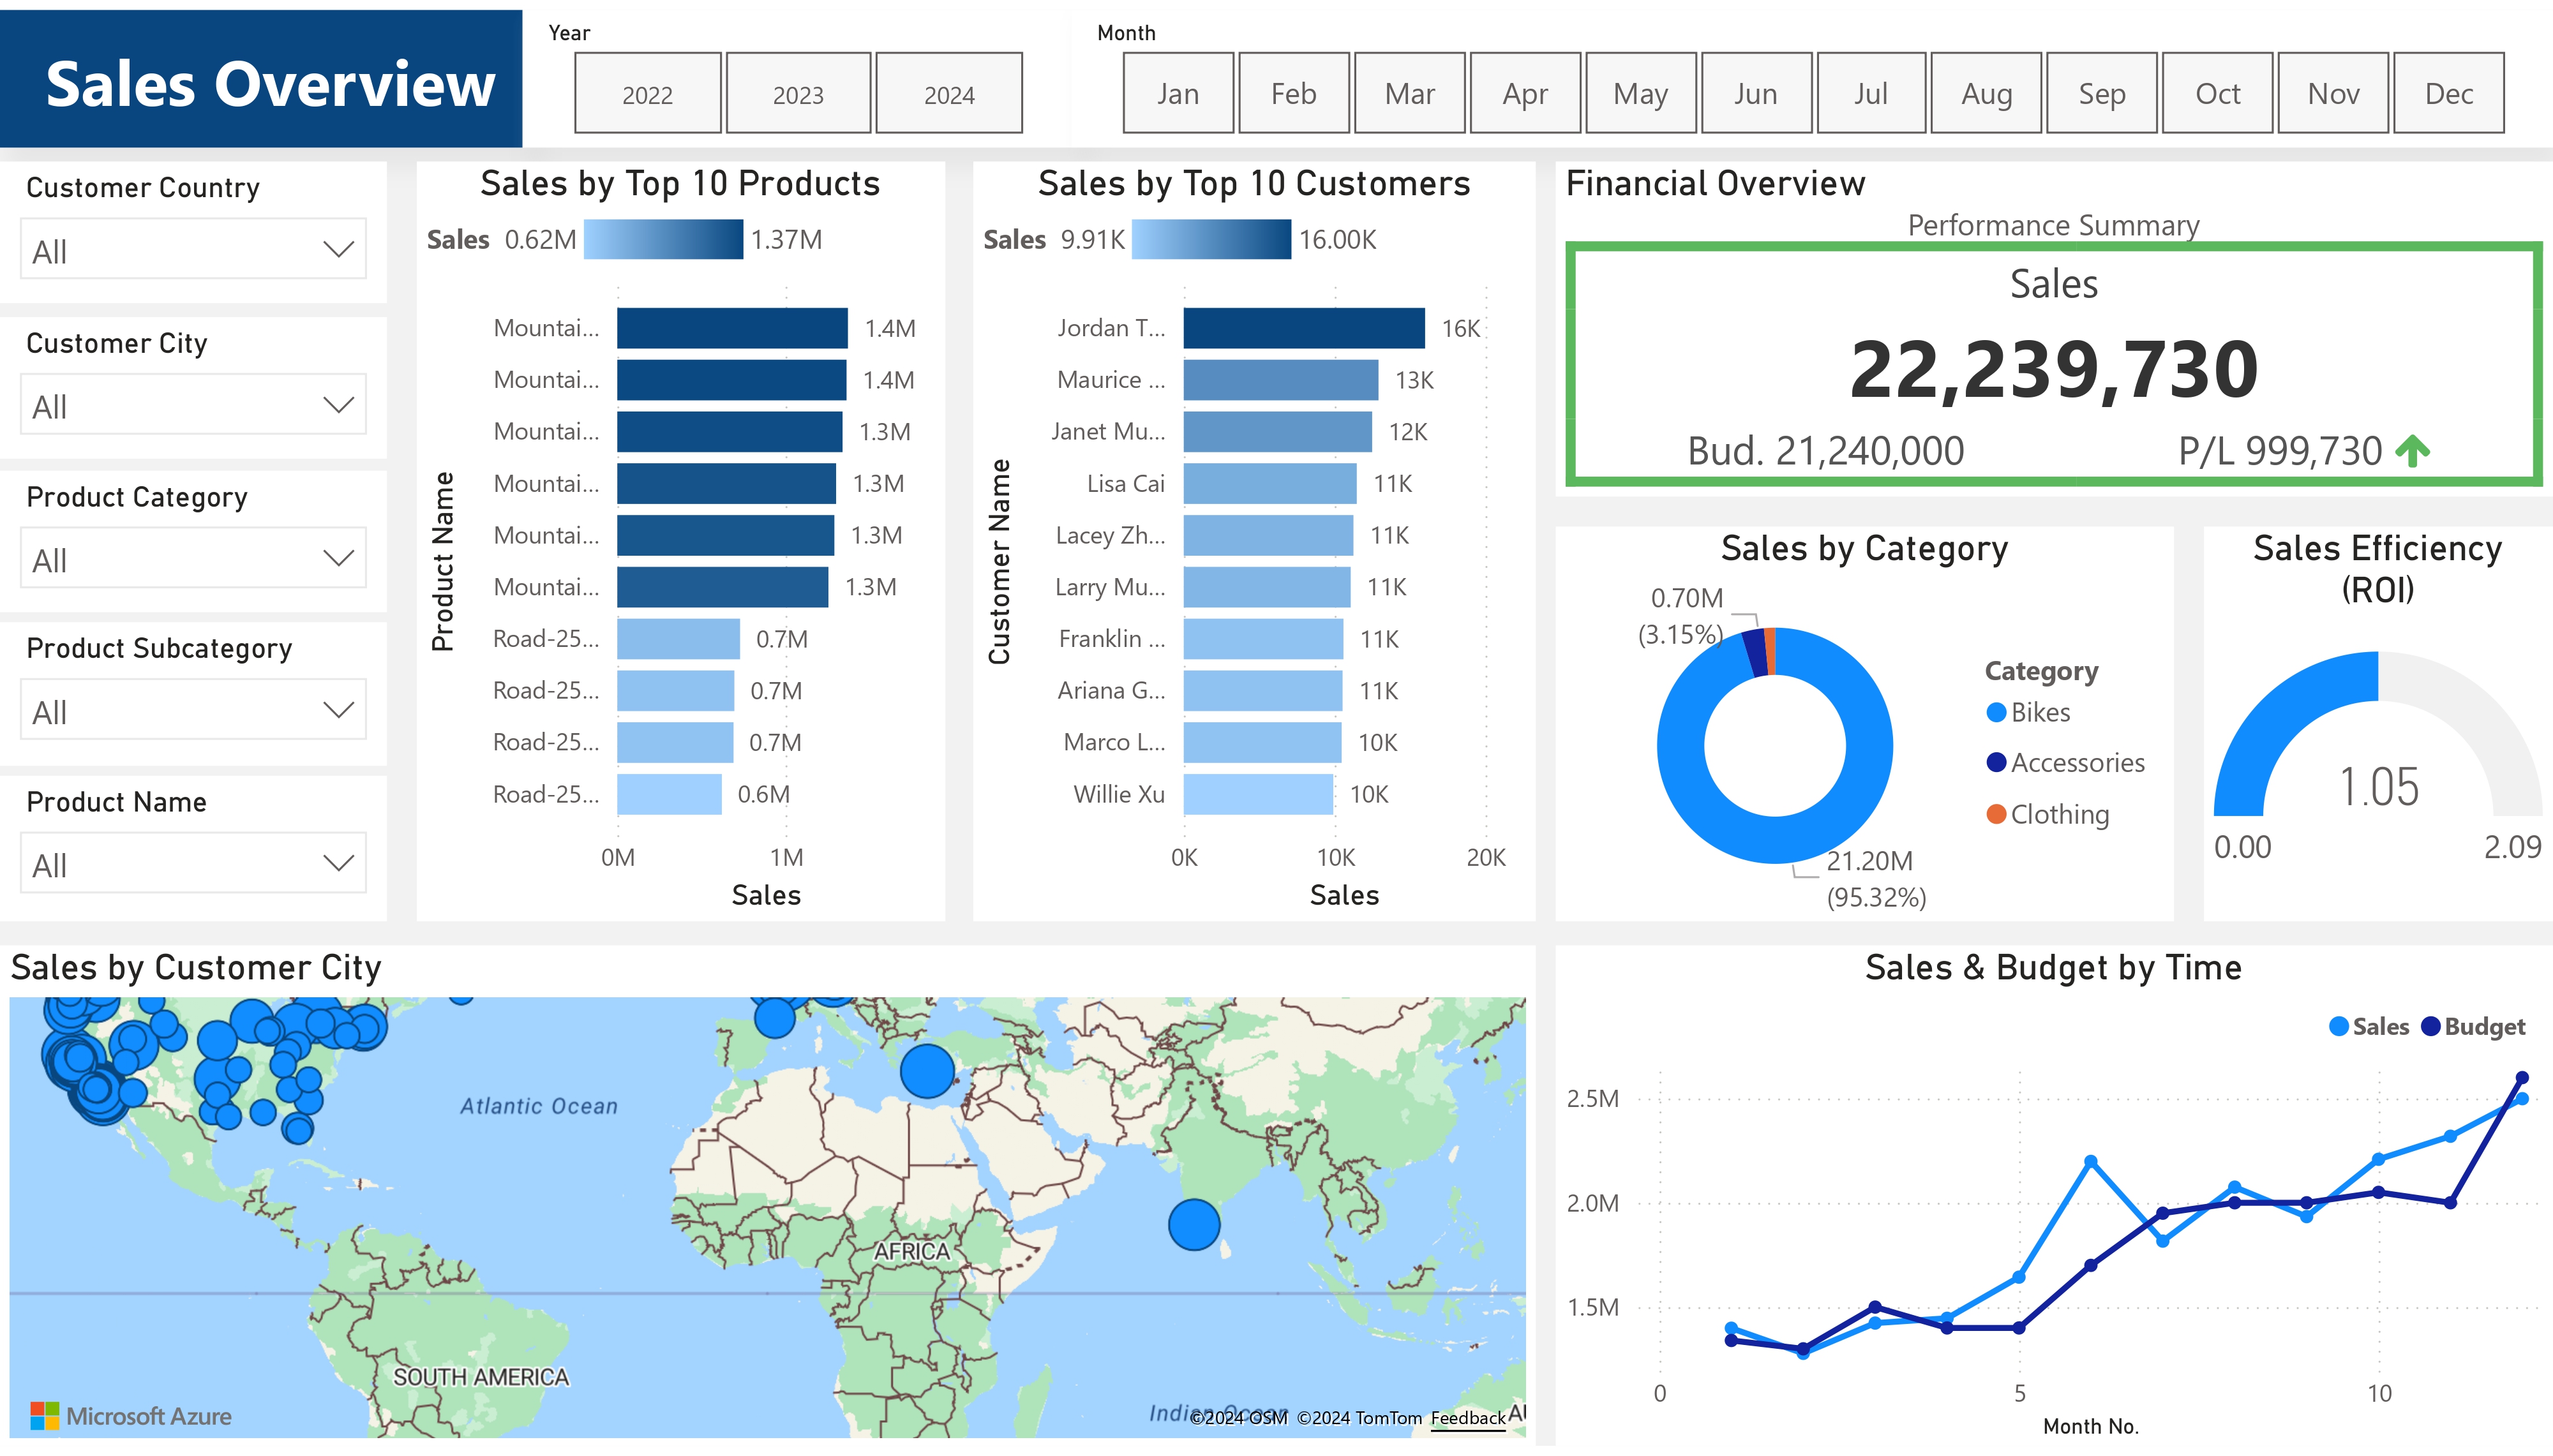 Sales Overview
Year
2022 2023 2024
Month
Jan Feb Mar Apr May Jun Jul Aug Sep Oct Nov Dec
Customer Country
All
Customer City
All
Product Category
All
Product Subcategory
All
Product Name
All
Sales by Top 10 Products
Sales 0.62M 1.37M
Product Name
Mountai... 1.4M
Mountai... 1.4M
Mountai... 1.3M
Mountai... 1.3M
Mountai... 1.3M
Mountai... 1.3M
Road-25... 0.7M
Road-25... 0.7M
Road-25... 0.7M
Road-25... 0.6M
0M 1M
Sales
Sales by Top 10 Customers
Sales 9.91K 16.00K
Customer Name
Jordan T... 16K
Maurice ... 13K
Janet Mu... 12K
Lisa Cai 11K
Lacey Zh... 11K
Larry Mu... 11K
Franklin ... 11K
Ariana G... 11K
Marco L... 10K
Willie Xu 10K
0K 10K 20K
Sales
Financial Overview
Performance Summary
Sales
22,239,730
Bud. 21,240,000 P/L 999,730
Sales by Category
0.70M
(3.15%)
21.20M
(95.32%)
Category
Bikes
Accessories
Clothing
Sales Efficiency
(ROI)
1.05
0.00 2.09
Sales by Customer City
Atlantic Ocean
AFRICA
SOUTH AMERICA
Indian Ocean
AU
Microsoft Azure
©2024 OSM ©2024 TomTom Feedback
Sales & Budget by Time
Sales Budget
2.5M
2.0M
1.5M
0 5 10
Month No.